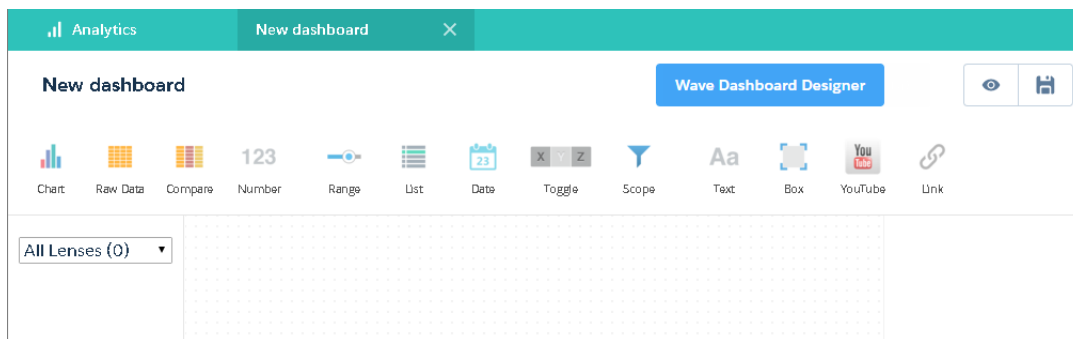 Analytics
New dashboard
New dashboard
Wave Dashboard Designer
123
23
X Y Z
Aa
You
Tube
Chart
Raw Data
Compare
Number
Range
List
Date
Toggle
Scope
Text
Box
YouTube
Link
All Lenses (0)